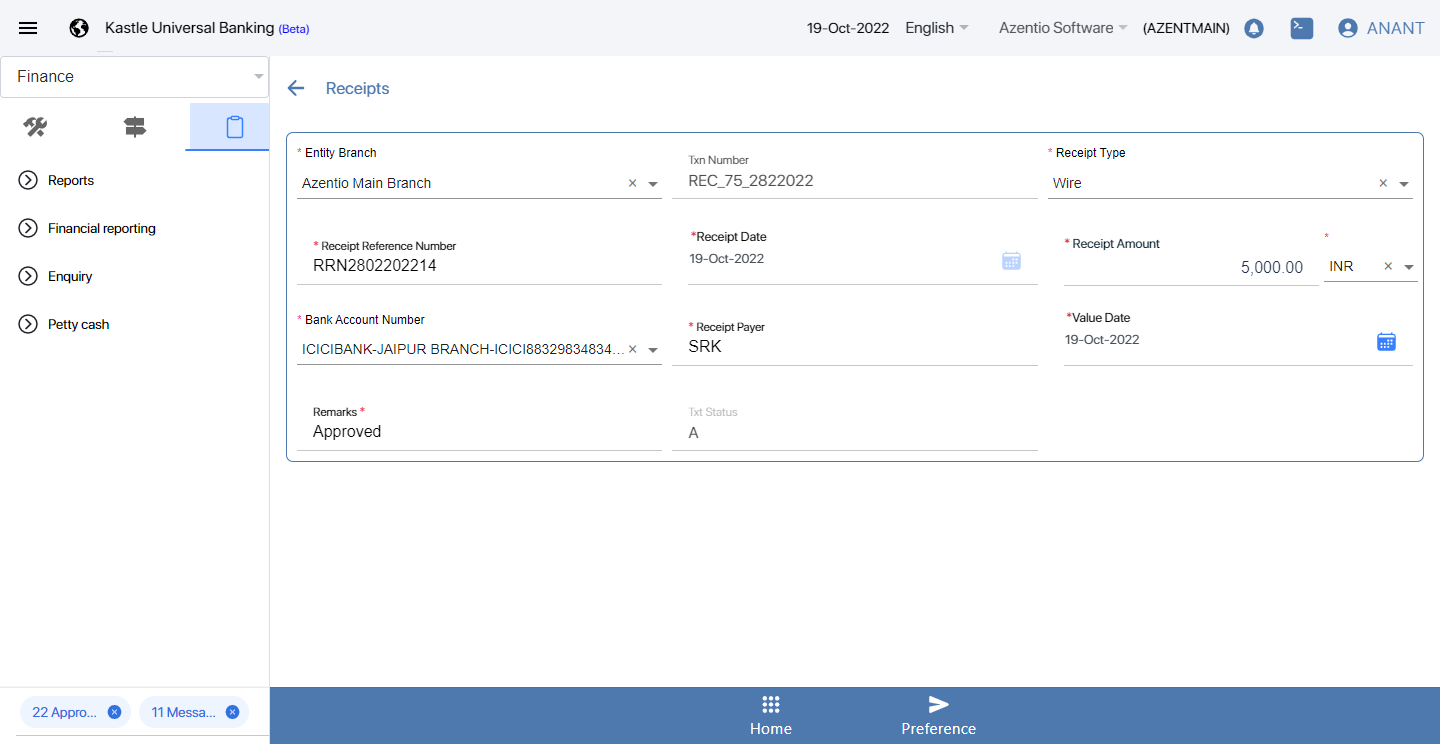 Kastle Universal Banking (Beta)
19-Oct-2022 English Azentio Software (AZENTMAIN) ANANT
Finance
Reports
Financial reporting
Enquiry
Petty cash
22 Appro...
11 Messa...
Receipts
* Entity Branch
Azentio Main Branch
Txn Number
REC_75_2822022
* Receipt Type
Wire
* Receipt Reference Number
RRN2802202214
*Receipt Date
19-Oct-2022
* Receipt Amount
5,000.00
*
INR
* Bank Account Number
ICICIBANK-JAIPUR BRANCH-ICICI88329834834...
* Receipt Payer
SRK
*Value Date
19-Oct-2022
Remarks *
Approved
Txt Status
A
Home
Preference